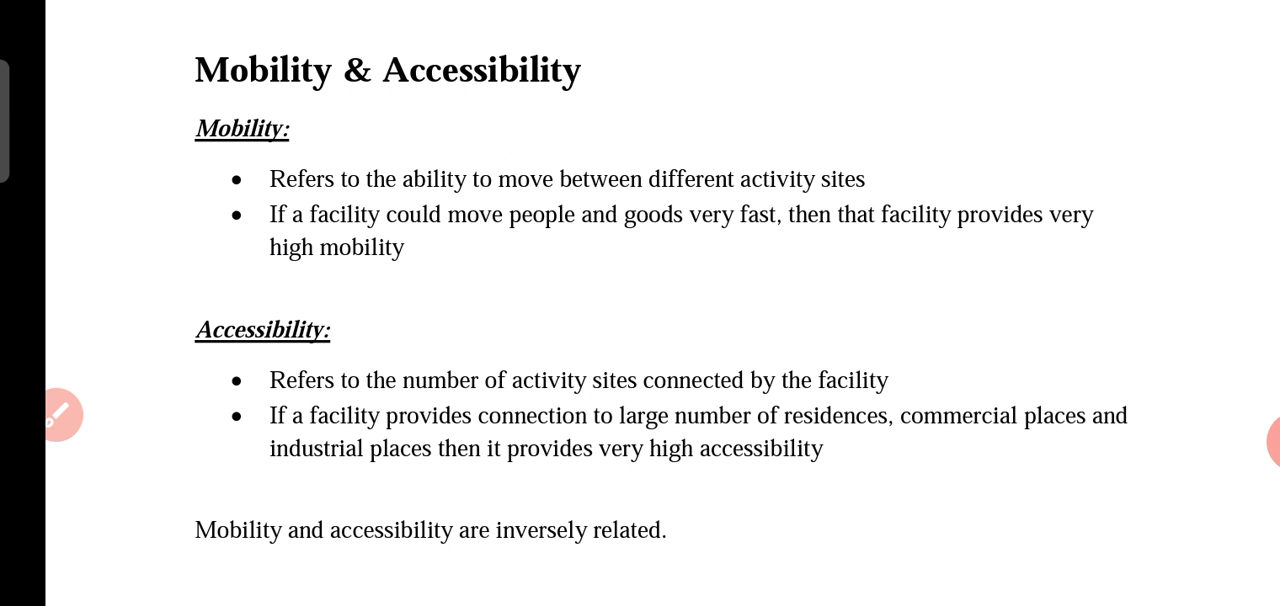 Mobility & Accessibility
Mobility:
• Refers to the ability to move between different activity sites
• If a facility could move people and goods very fast, then that facility provides very
high mobility
Accessibility:
• Refers to the number of activity sites connected by the facility
• If a facility provides connection to large number of residences, commercial places and
industrial places then it provides very high accessibility
Mobility and accessibility are inversely related.